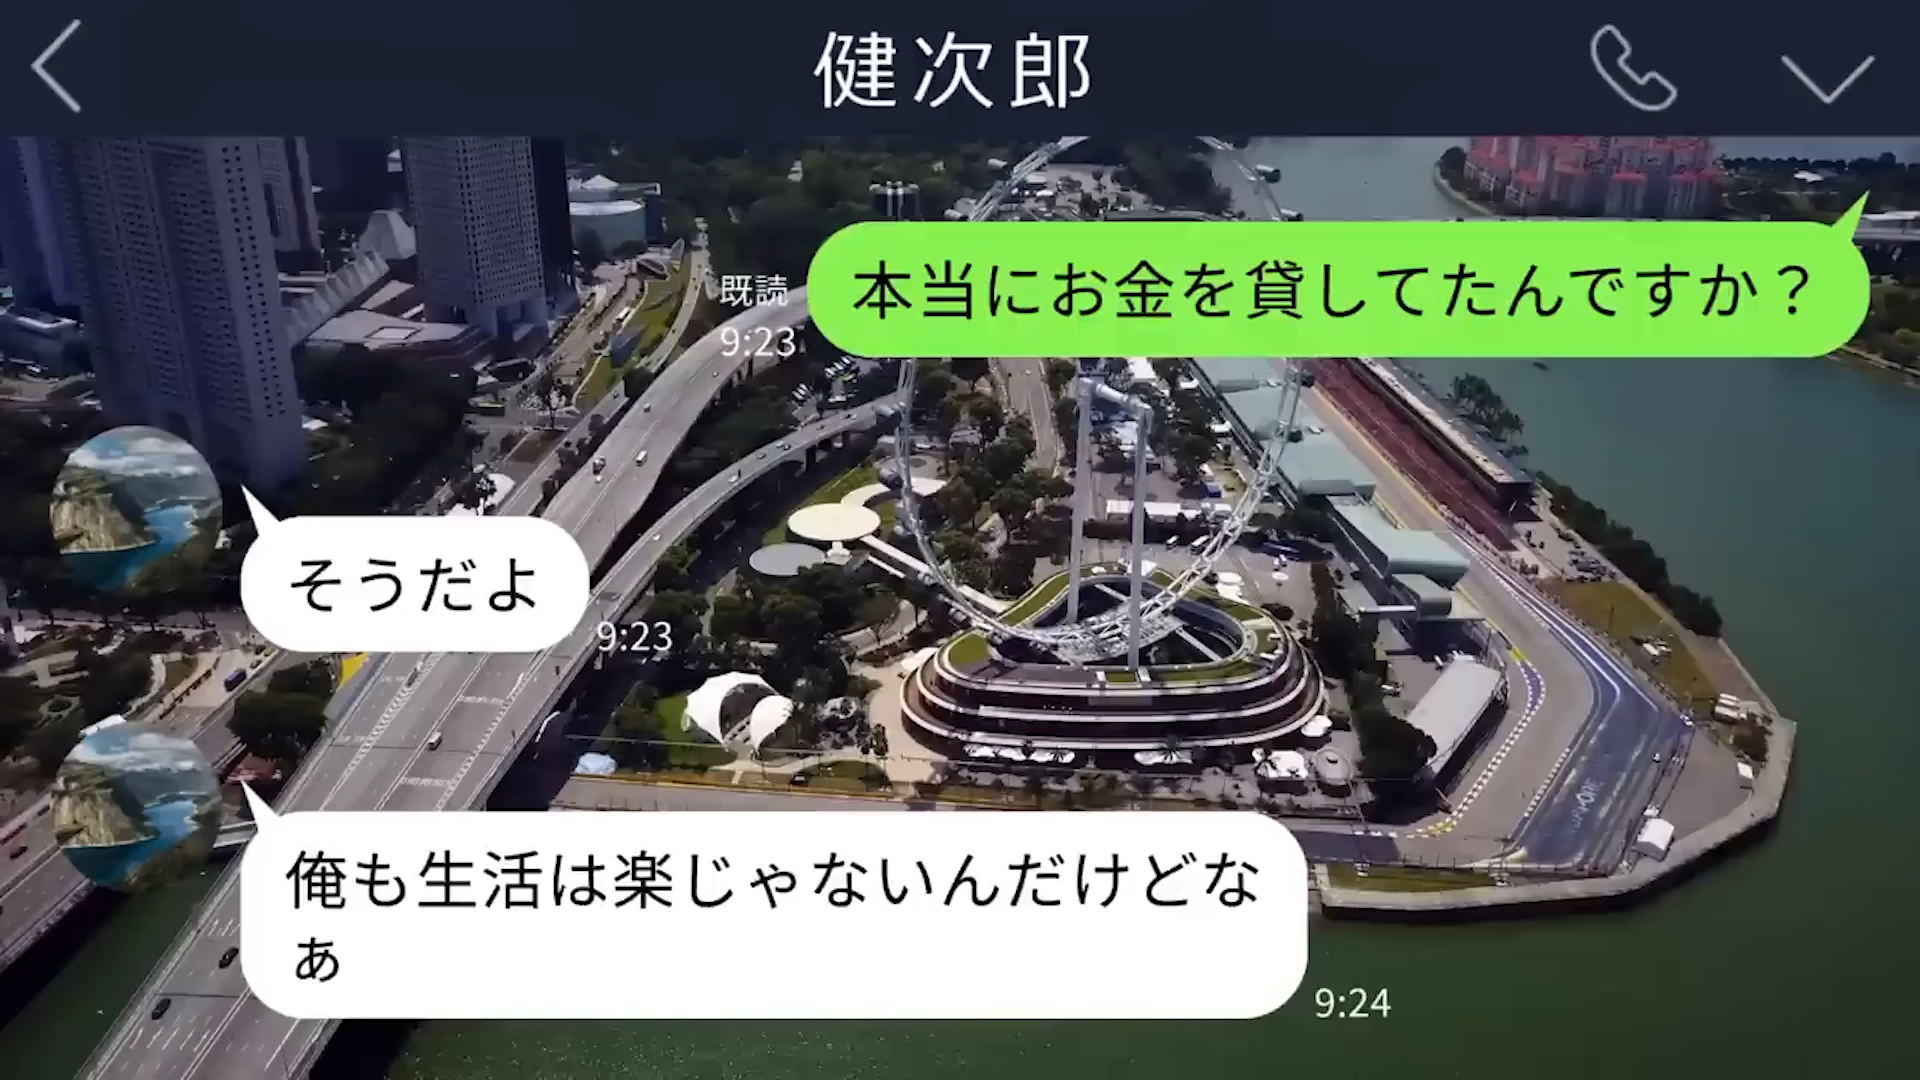 健次郎
本当にお金を貸してたんですか？
既読
9:23
そうだよ
9:23
俺も生活は楽じゃないんだけどな
ぁ
9:24